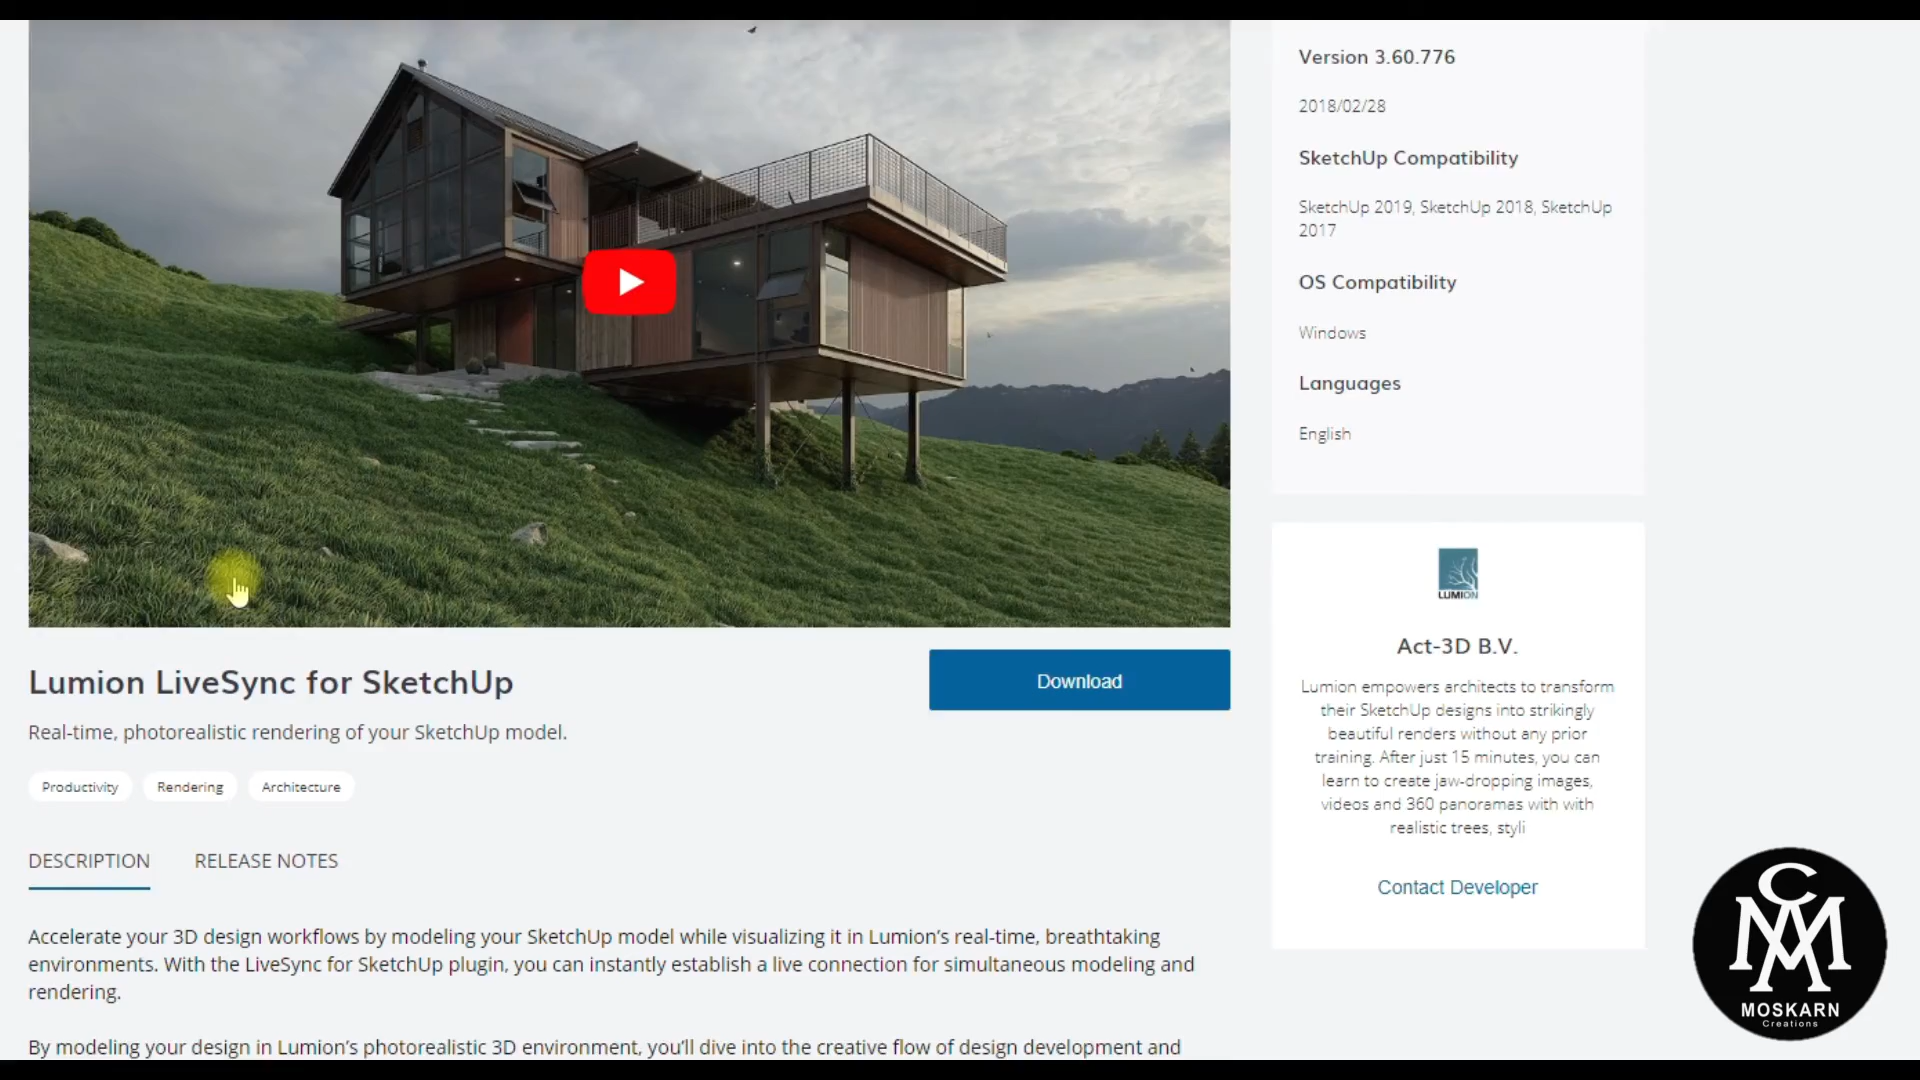 Version 3.60.776
2018/02/28
SketchUp Compatibility
SketchUp 2019, SketchUp 2018, SketchUp
2017
OS Compatibility
Windows
Languages
English
LUMION
Act-3D B.V.
Lumion empowers architects to transform
their SketchUp designs into strikingly
beautiful renders without any prior
training. After just 15 minutes, you can
learn to create jaw-dropping images,
videos and 360 panoramas with with
realistic trees, styli
Contact Developer
Lumion LiveSync for SketchUp
Download
Real-time, photorealistic rendering of your SketchUp model.
Productivity Rendering Architecture
DESCRIPTION RELEASE NOTES
Accelerate your 3D design workflows by modeling your SketchUp model while visualizing it in Lumion's real-time, breathtaking
environments. With the LiveSync for SketchUp plugin, you can instantly establish a live connection for simultaneous modeling and
rendering.
By modeling your design in Lumion's photorealistic 3D environment, you'll dive into the creative flow of design development and
CMA
MOSKARN
Creations